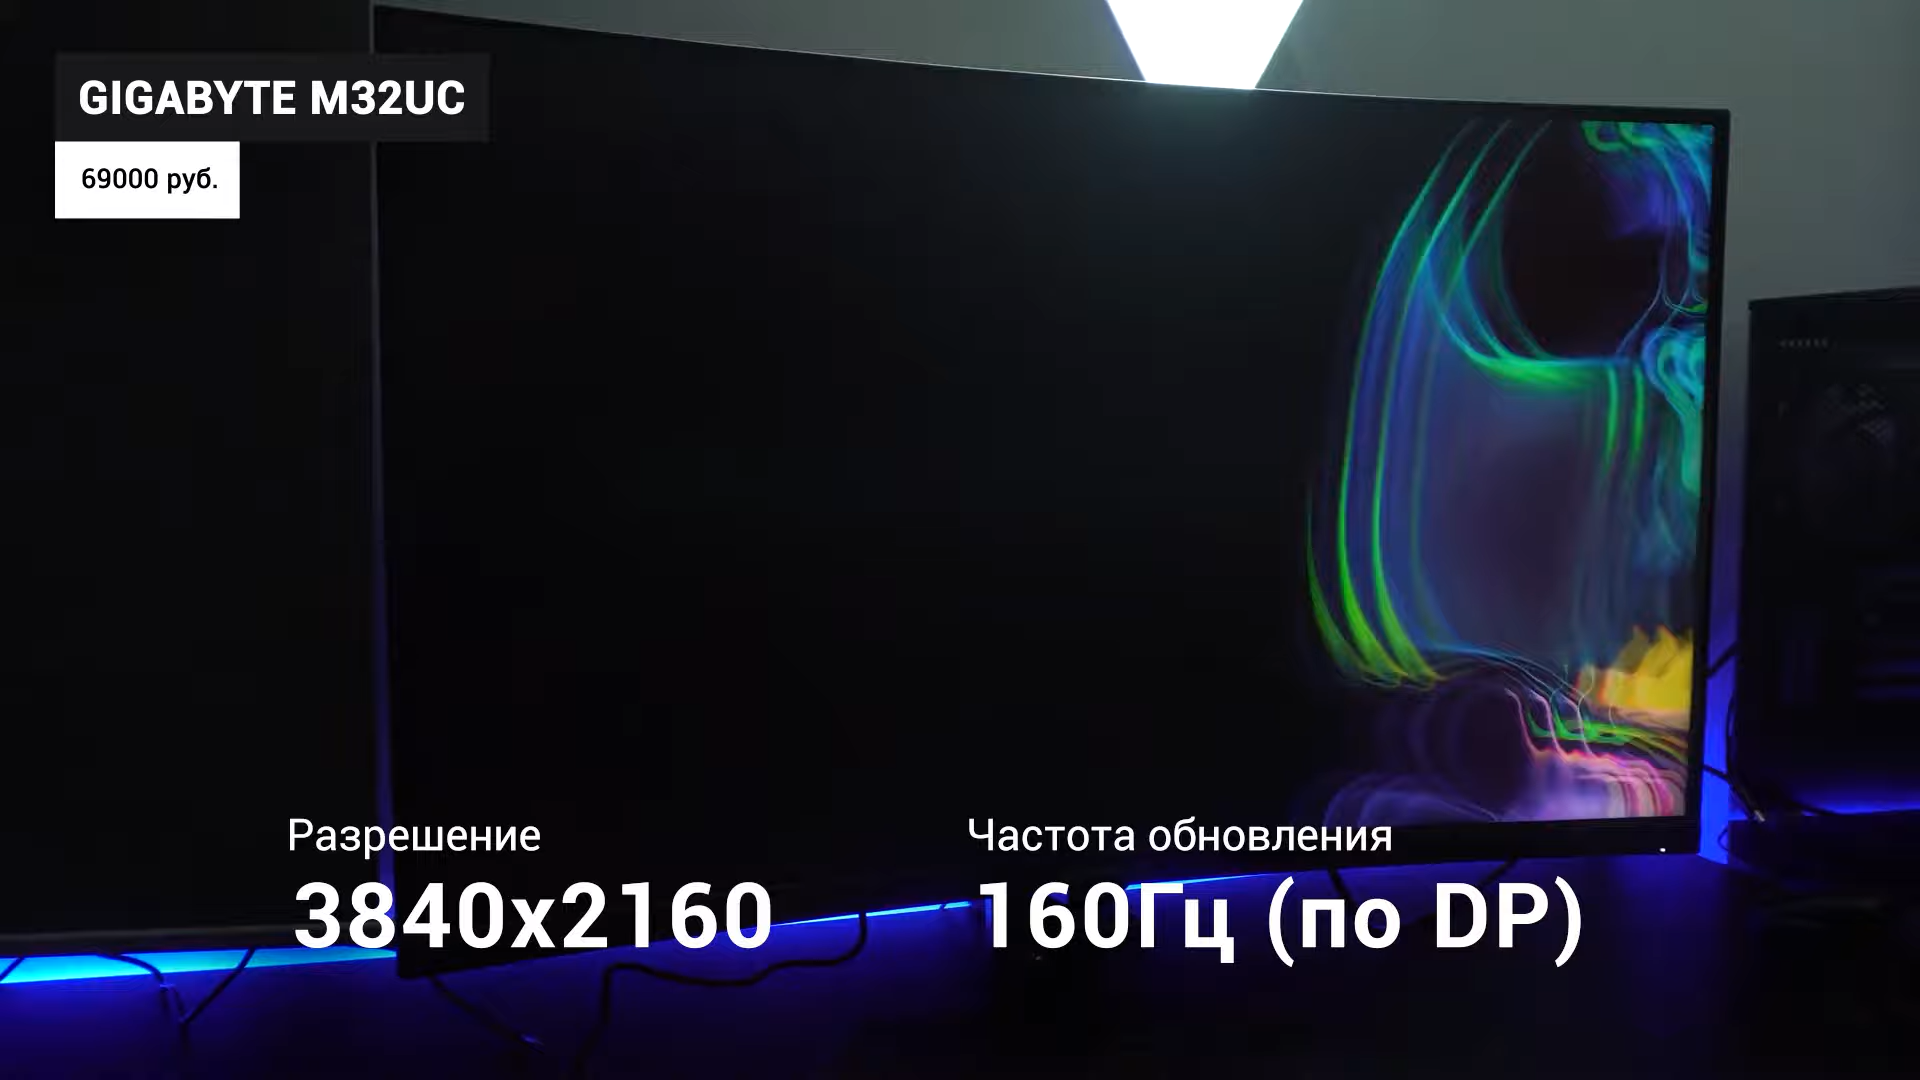 GIGABYTE M32UC
69000 руб.
Разрешение
3840x2160
Частота обновления
160Гц (по DP)